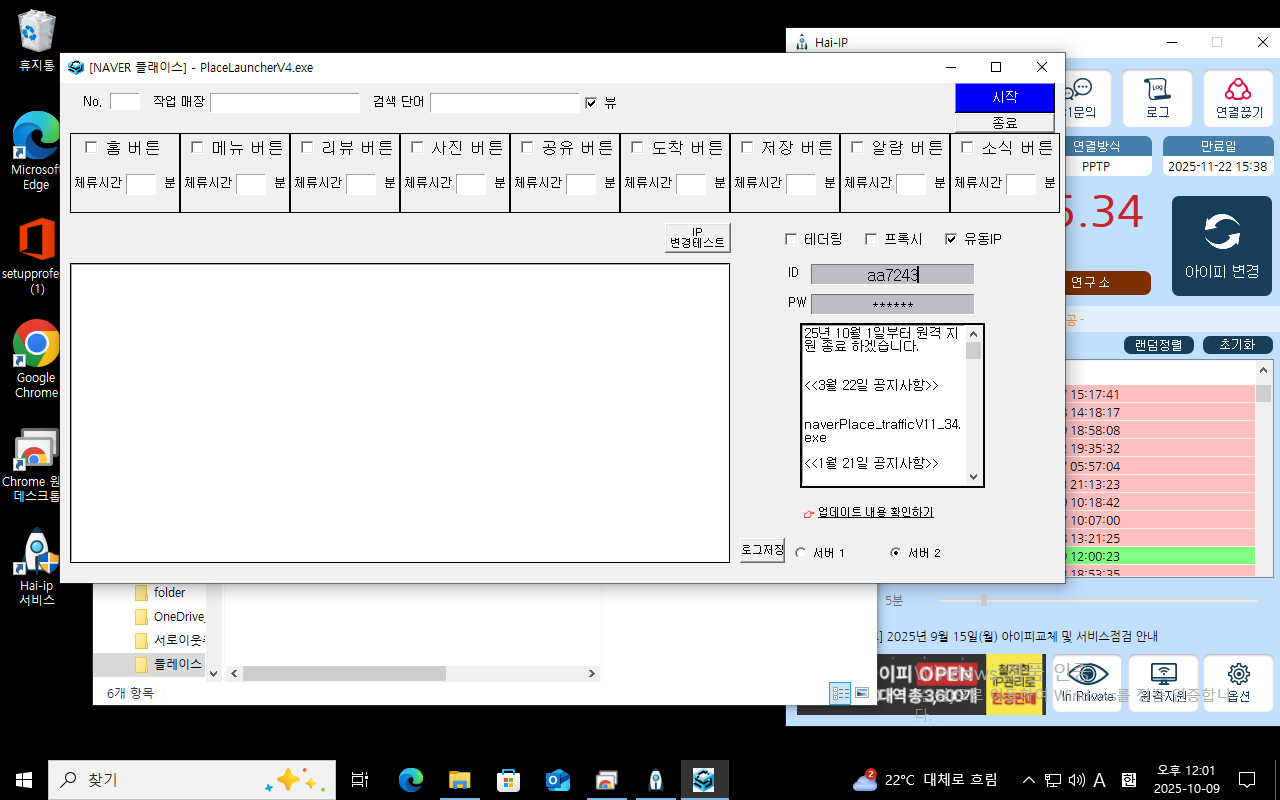 휴지통
Microsoft
Edge
setupprofe
(1)
Google
Chrome
Chrome 원
데스크톱
Hai-ip
서비스
[NAVER 플래이스] - PlaceLauncherV4.exe
No.
작업 매장
검색 단어
뷰
시작
종료
홈 버튼
메뉴 버튼
리뷰 버튼
사진 버튼
공유 버튼
도착 버튼
저장 버튼
알람 버튼
소식 버튼
체류시간 분
체류시간 분
체류시간 분
체류시간 분
체류시간 분
체류시간 분
체류시간 분
체류시간 분
체류시간 분
IP
변경테스트
테더링
프록시
유동IP
ID aa7243
PW ******
25년 10월 1일부터 원격 지
원 종료 하겠습니다.
<<3월 22일 공지사항>>
naverPlace_trafficV11_34.
exe
<<1월 21일 공지사항>>
업데이트 내용 확인하기
로그저장
서버 1
서버 2
Hai-IP
1문의
로그
연결끊기
연결방식
PPTP
만료일
2025-11-22 15:38
5.34
아이피 변경
연구소
공 -
랜덤정렬
초기화
15:17:41
14:18:17
18:58:08
19:35:32
05:57:04
21:13:23
10:18:42
10:07:00
13:21:25
12:00:23
18:53:35
5분
] 2025년 9월 15일(월) 아이피교체 및 서비스점검 안내
이피 OPEN
대역총3,600개
철저한
IP관리로
한정판매
In Private
원격지원
옵션
Windows 정품 인증
folder
OneDrive
서로이웃
플레이스
6개 항목
찾기
2
22°C 대체로 흐림
A
한
오후 12:01
2025-10-09